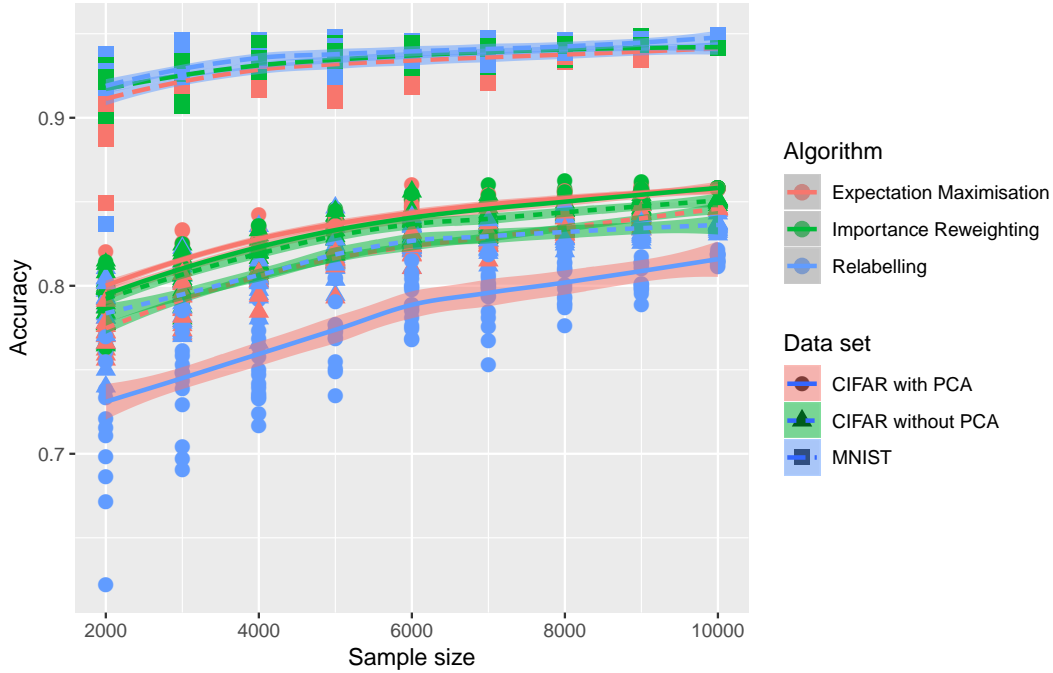 0.9
0.8
0.7
Accuracy
2000 4000 6000 8000 10000
Sample size
Algorithm
Expectation Maximisation
Importance Reweighting
Relabelling
Data set
CIFAR with PCA
CIFAR without PCA
MNIST